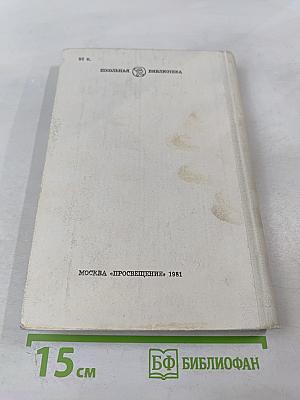 ШКОЛЬНАЯ БИБЛИОТЕКА
МОСКВА «ПРОСВЕЩЕНИЕ» 1981
15 см
БФ БИБЛИОФАН